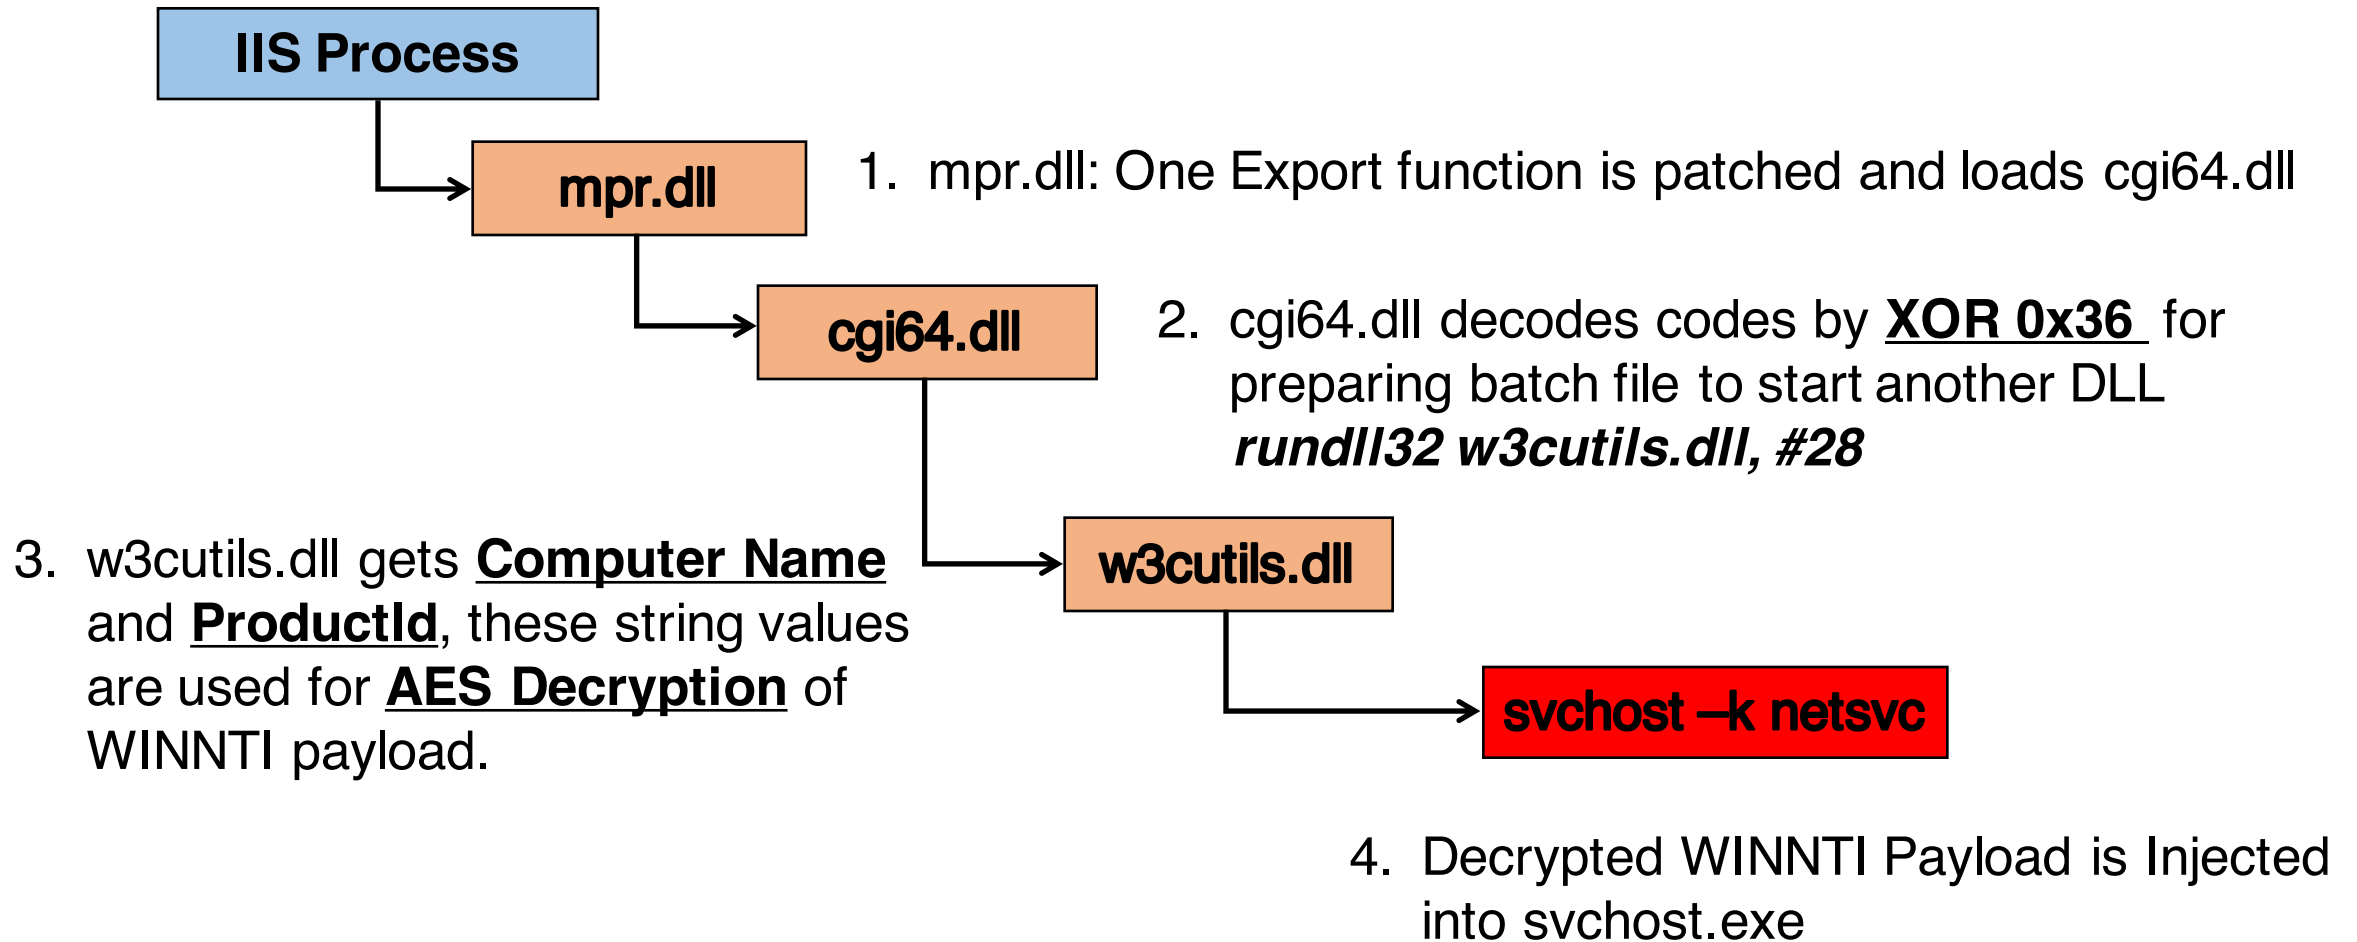 IIS Process
mpr.dll
1. mpr.dll: One Export function is patched and loads cgi64.dll
cgi64.dll
2. cgi64.dll decodes codes by XOR 0x36 for
preparing batch file to start another DLL
rundll32 w3cutils.dll, #28
w3cutils.dll
3. w3cutils.dll gets Computer Name
and ProductId, these string values
are used for AES Decryption of
WINNTI payload.
svchost –k netsvc
4. Decrypted WINNTI Payload is Injected
into svchost.exe